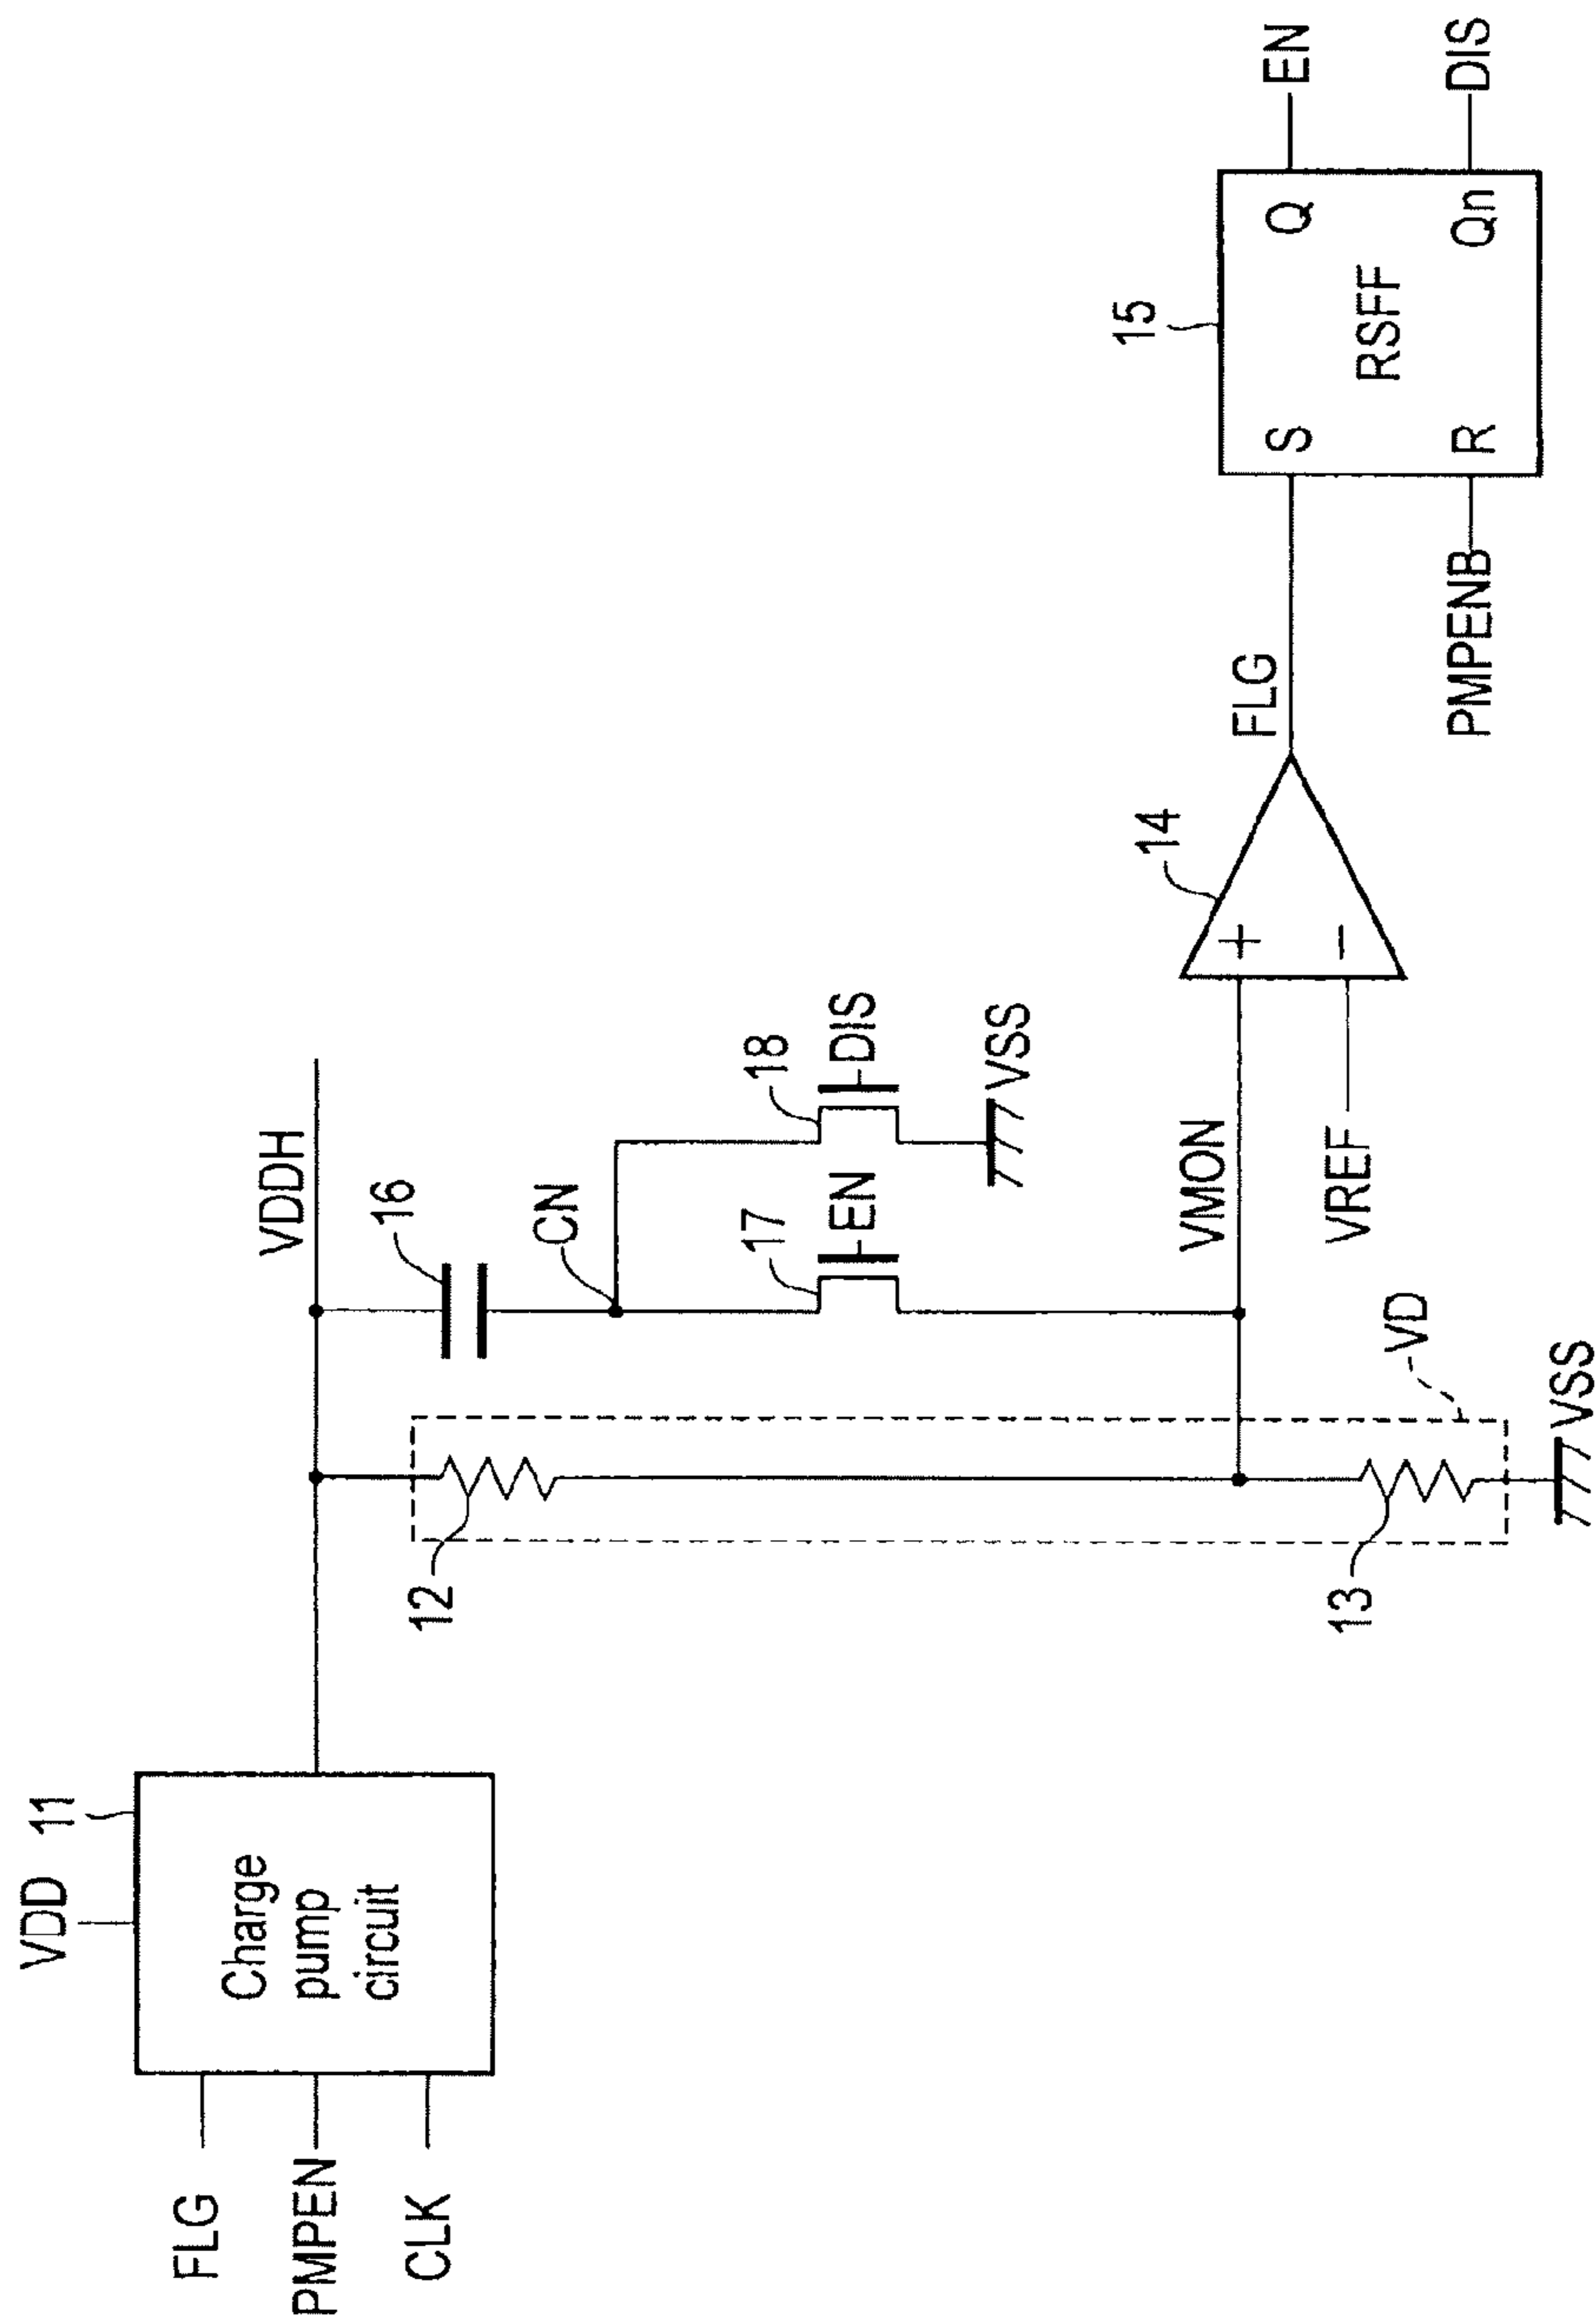 VDD
11
FLG
PMPEN
CLK
Charge
pump
circuit
VDDH
12
13
VD
VSS
16
CN
17
EN
18
DIS
VSS
VMON
VREF
14
+
−
FLG
PMPENB
15
S
R
RSFF
Q
Qn
EN
DIS